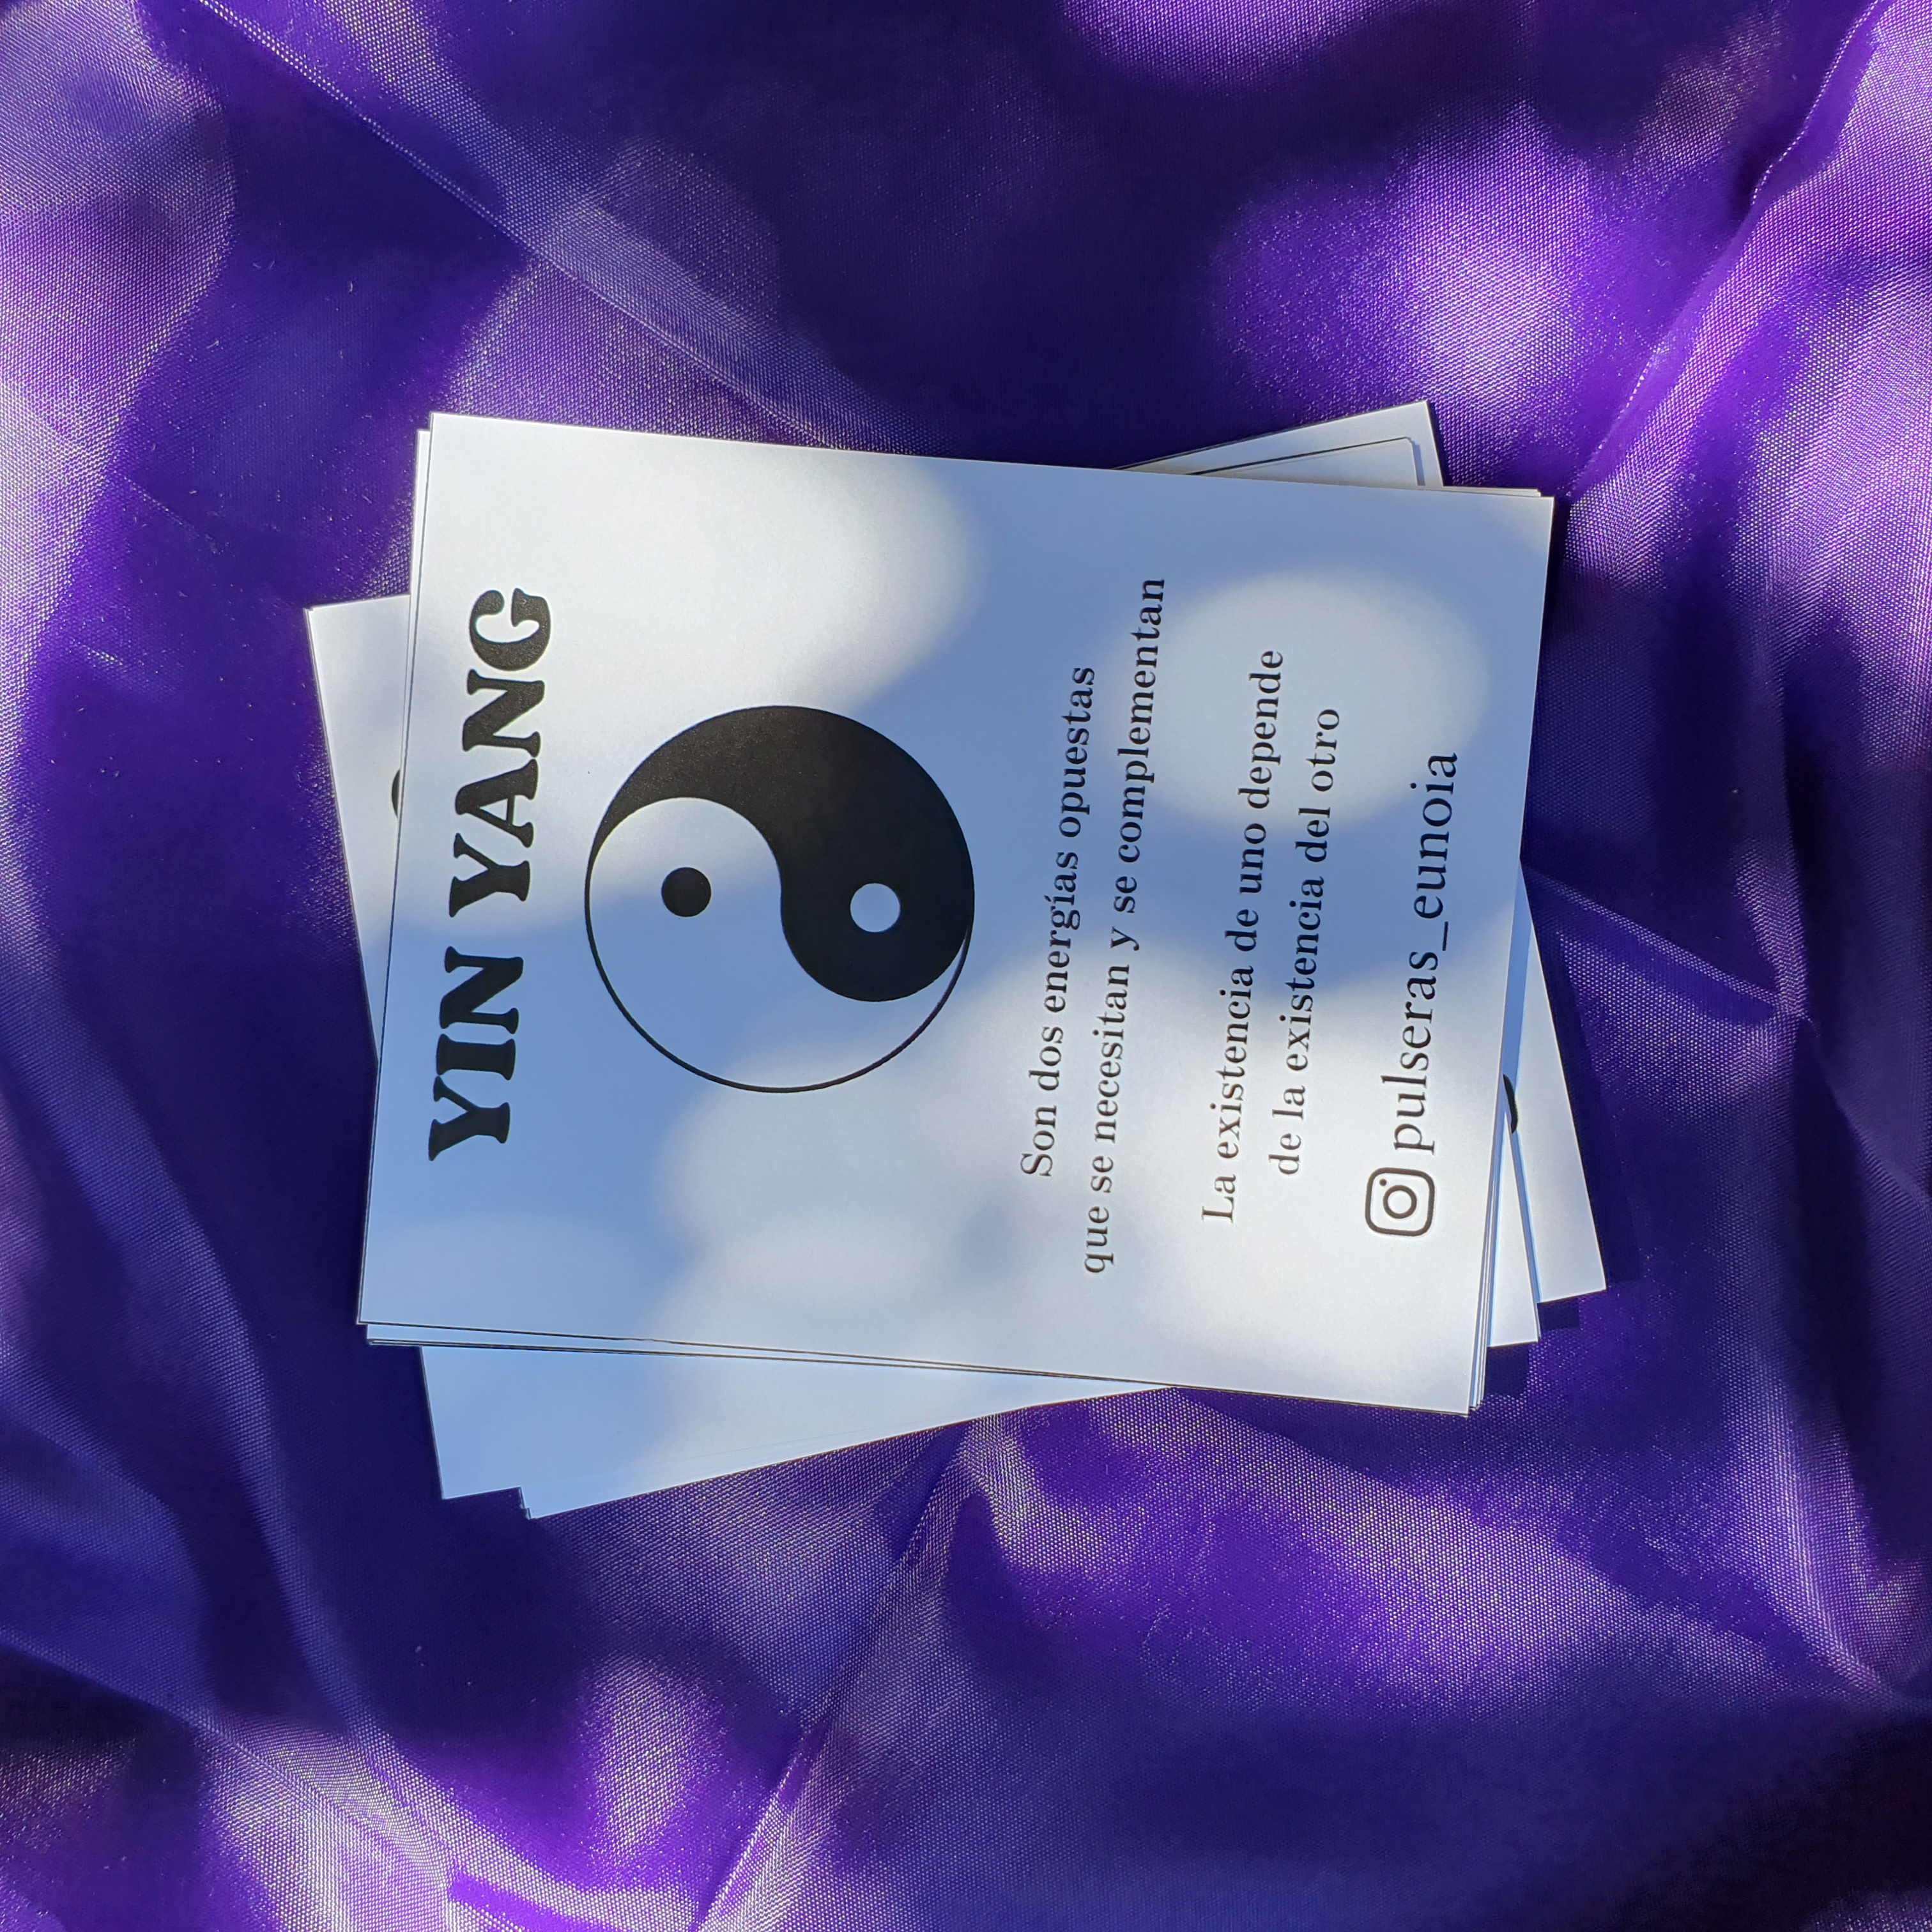 YIN YANG
Son dos energías opuestas
que se necesitan y se complementan
La existencia de uno depende
de la existencia del otro
pulseras_eunoia